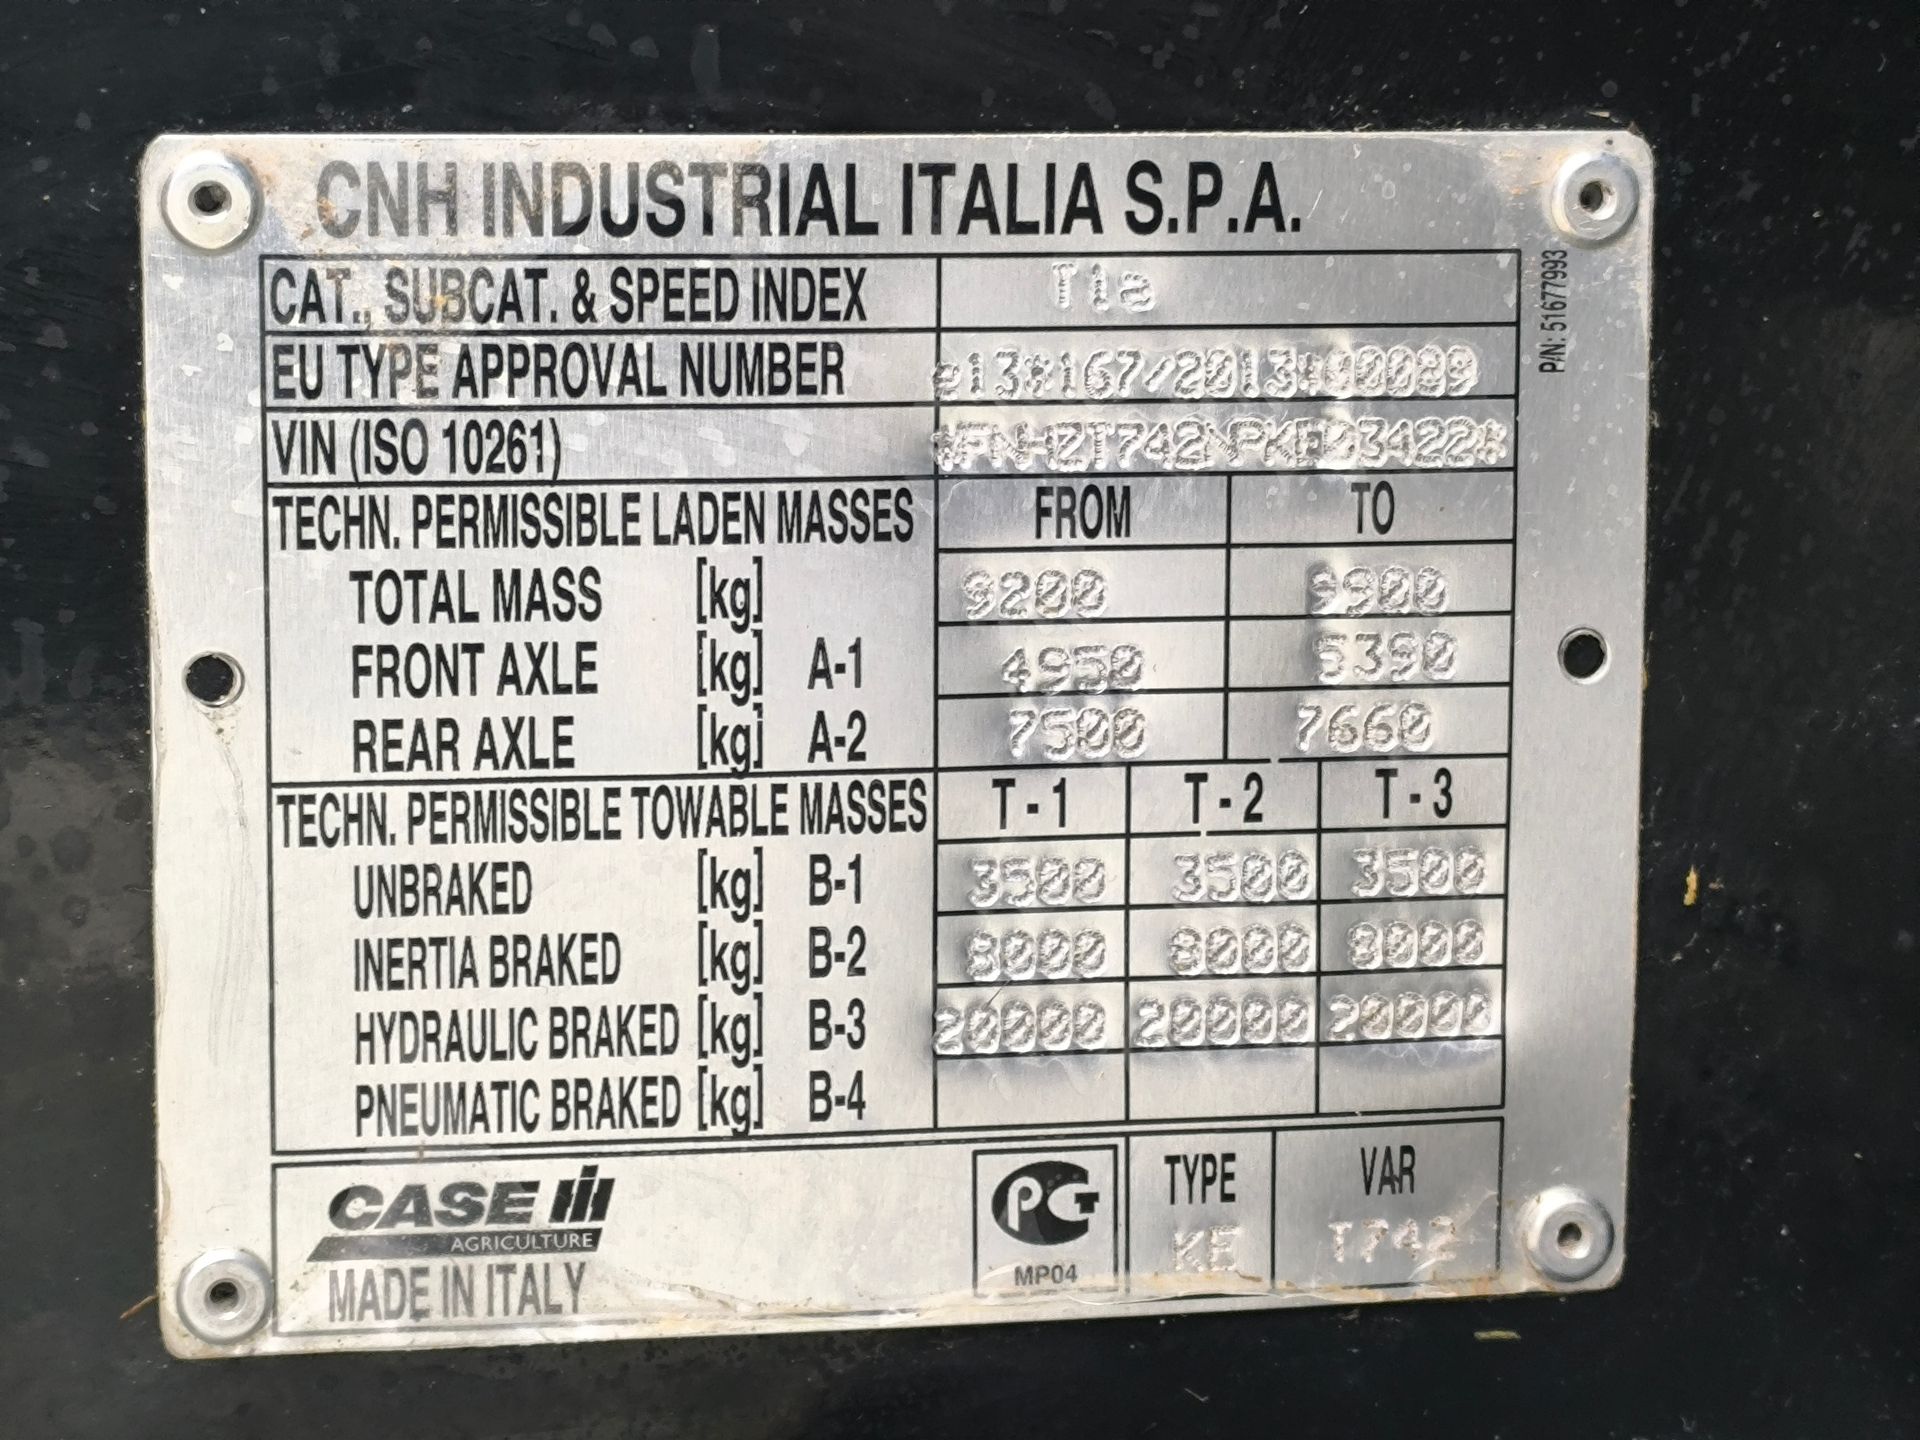 CNH INDUSTRIAL ITALIA S.P.A.
CAT., SUBCAT. & SPEED INDEX T1a
EU TYPE APPROVAL NUMBER e13*167/2013*00089
VIN (ISO 10261)
TECHN. PERMISSIBLE LADEN MASSES FROM TO
TOTAL MASS [kg] 9200 9900
FRONT AXLE [kg] A-1 4950 5390
REAR AXLE [kg] A-2 7500 7660
TECHN. PERMISSIBLE TOWABLE MASSES T-1 T-2 T-3
UNBRAKED [kg] B-1 3500 3500 3500
INERTIA BRAKED [kg] B-2 8000 8000 8000
HYDRAULIC BRAKED [kg] B-3 20000 20000 20000
PNEUMATIC BRAKED [kg] B-4
CASE IH
AGRICULTURE
MADE IN ITALY
РСТ
MP04
TYPE VAR
KE T742
P/N: 51677993